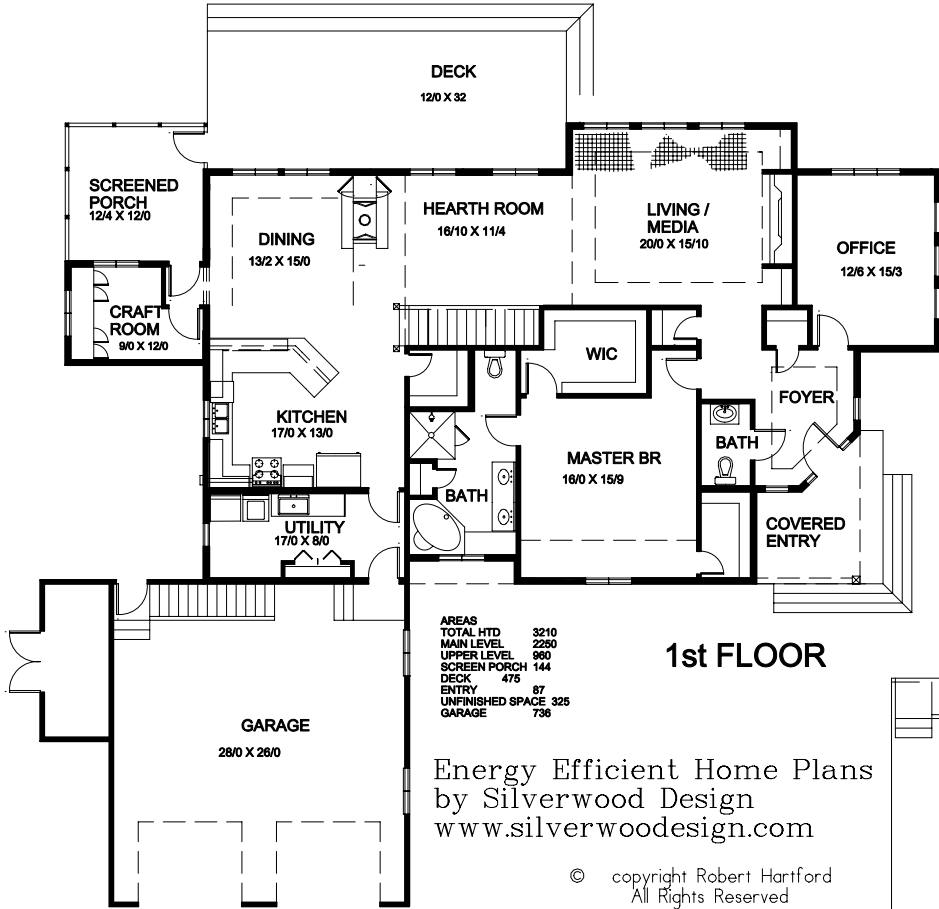 DECK
12/0 X 32
SCREENED
PORCH
12/4 X 12/0
DINING
13/2 X 15/0
HEARTH ROOM
16/10 X 11/4
LIVING /
MEDIA
20/0 X 15/10
OFFICE
12/6 X 15/3
CRAFT
ROOM
9/0 X 12/0
WIC
KITCHEN
17/0 X 13/0
FOYER
BATH
MASTER BR
16/0 X 15/9
BATH
UTILITY
17/0 X 8/0
COVERED
ENTRY
AREAS
TOTAL HTD 3210
MAIN LEVEL 2250
UPPER LEVEL 960
SCREEN PORCH 144
DECK 475
ENTRY 87
UNFINISHED SPACE 325
GARAGE 736
1st FLOOR
GARAGE
28/0 X 26/0
Energy Efficient Home Plans
by Silverwood Design
www.silverwoodesign.com
© copyright Robert Hartford
All Rights Reserved